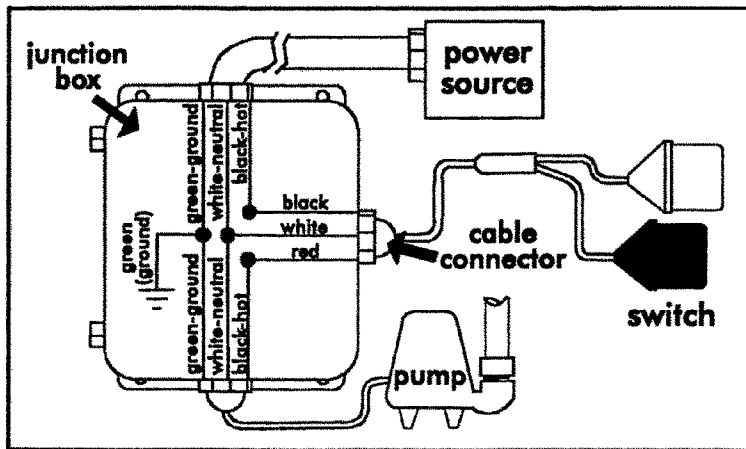 junction
box
power
source
green-ground
white-neutral
black-hot
black
white
red
green
(ground)
cable
connector
switch
green-ground
white-neutral
black-hot
pump